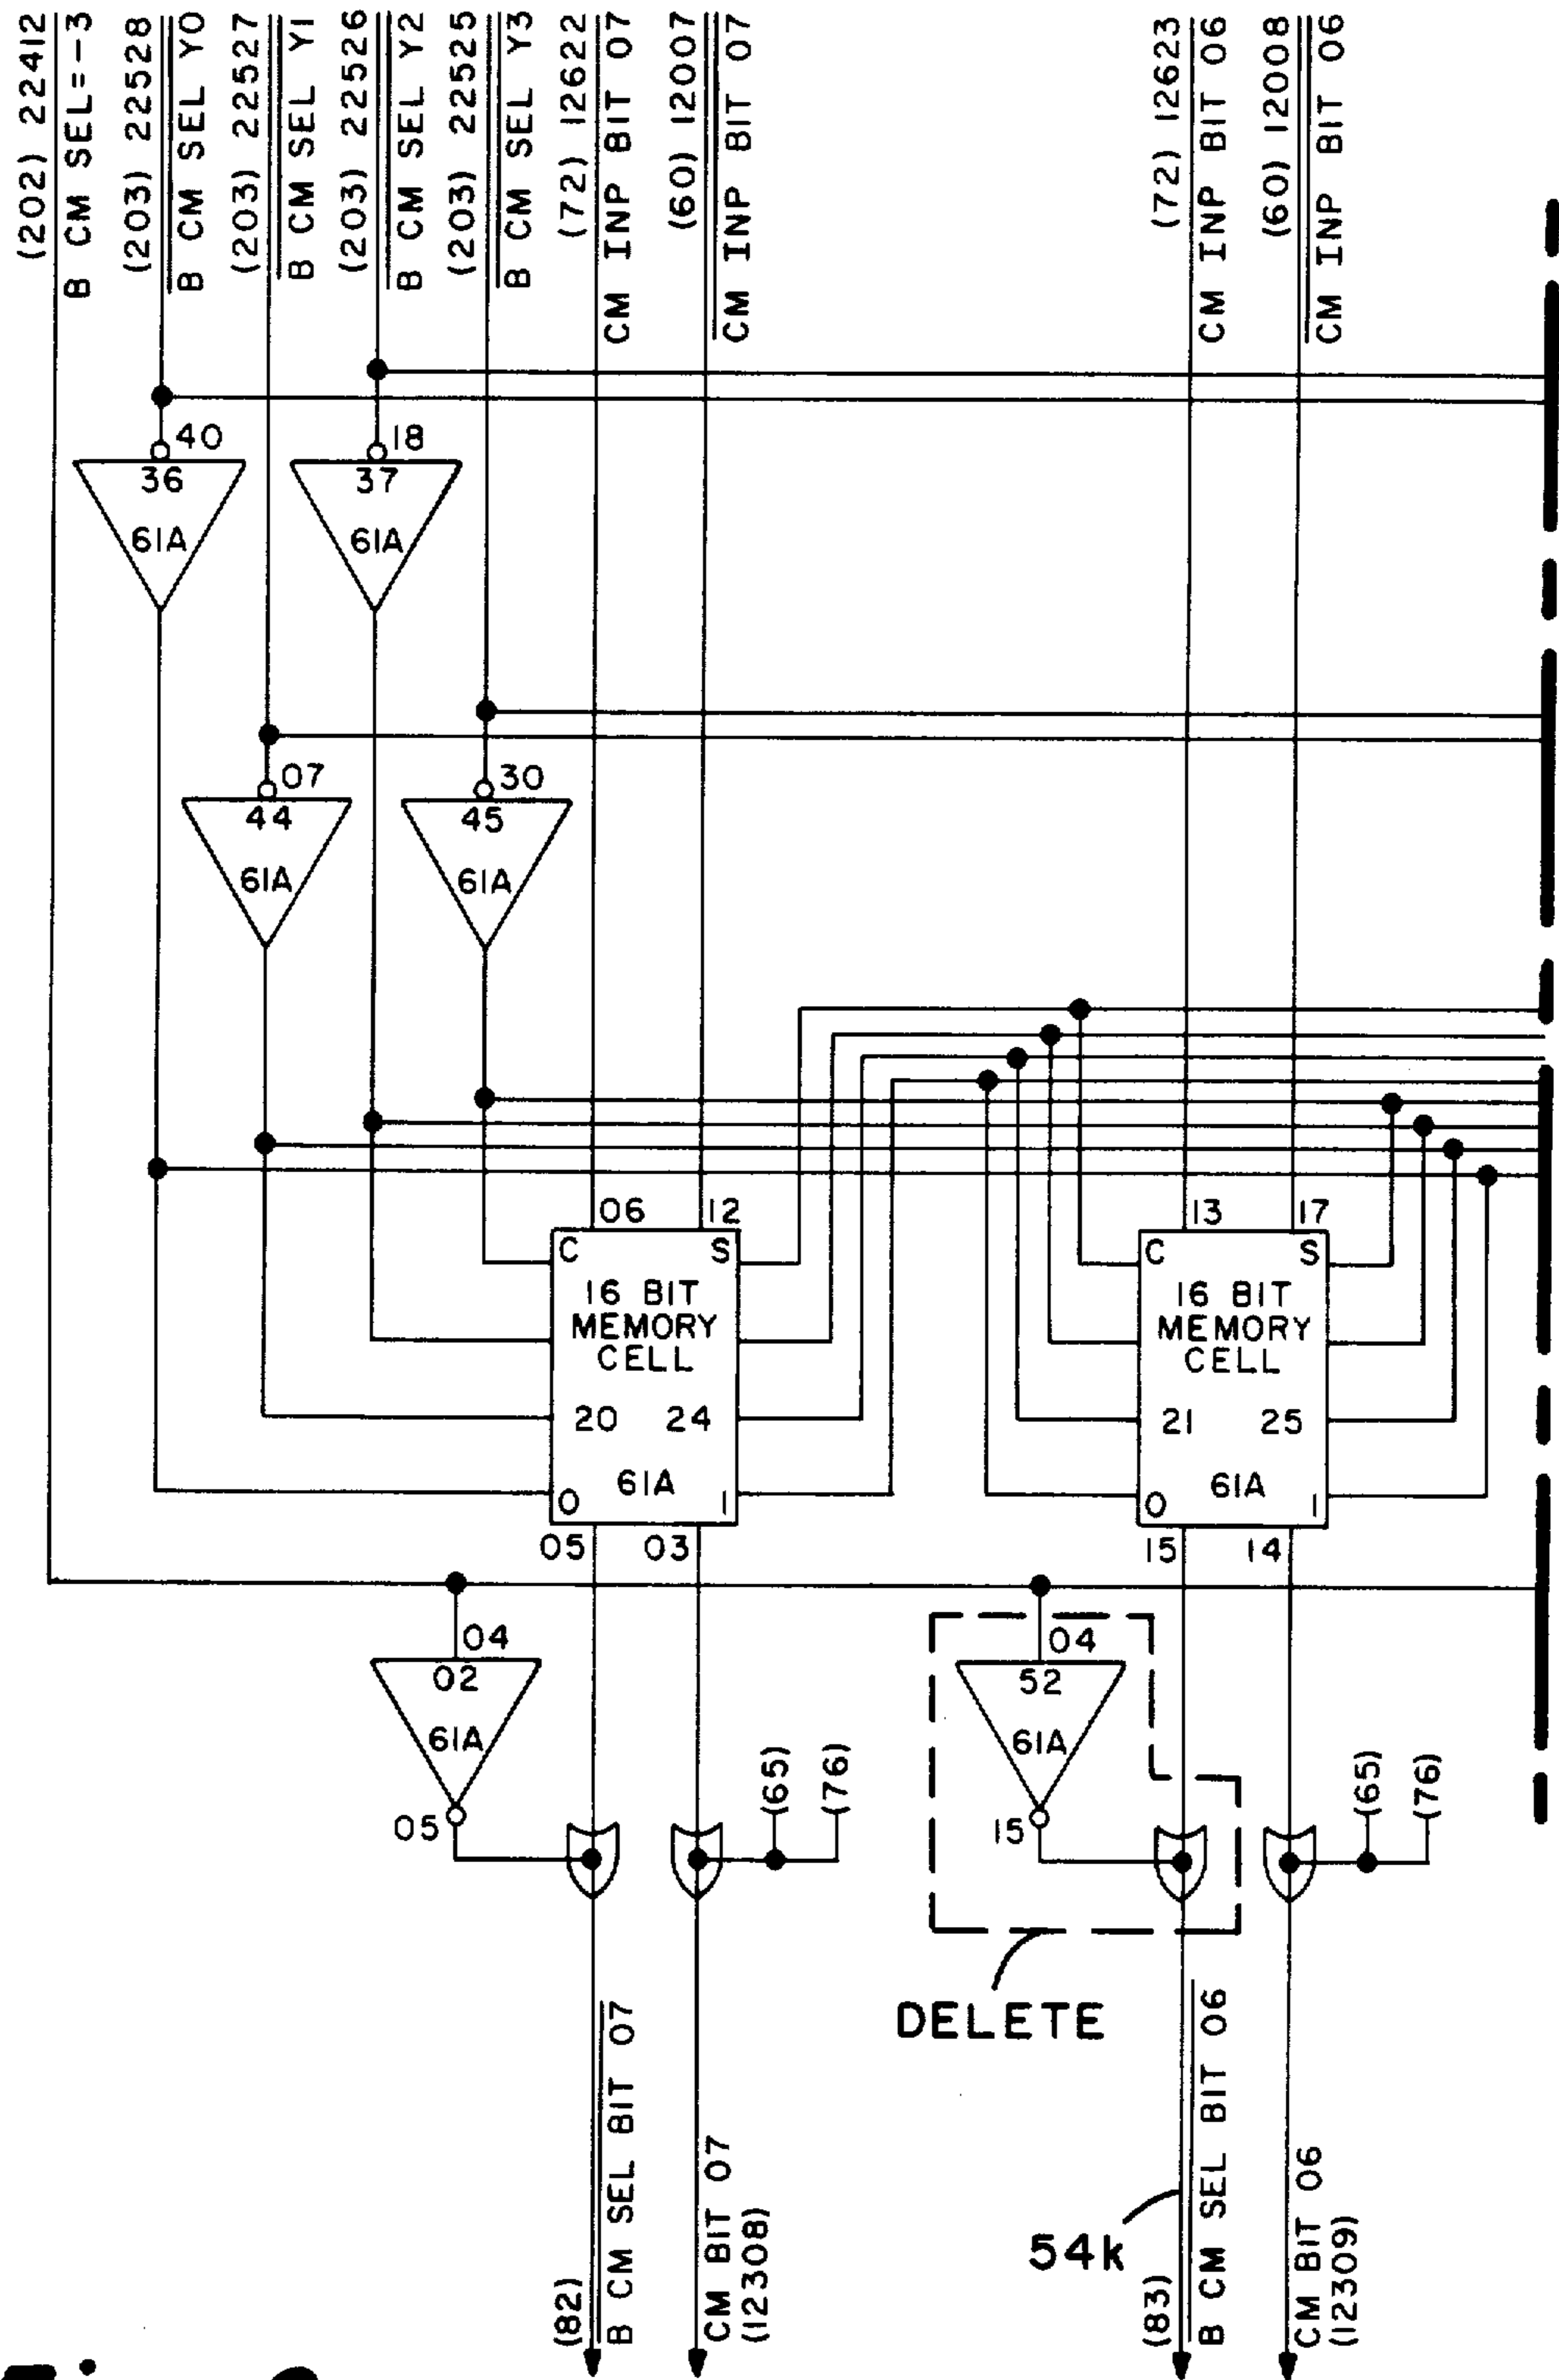 (202) 22412
B CM SEL=-3
(203) 22528
B CM SEL Y0
(203) 22527
B CM SEL Y1
(203) 22526
B CM SEL Y2
(203) 22525
B CM SEL Y3
(72) 12622
CM INP BIT 07
(60) 12007
CM INP BIT 07
(72) 12623
CM INP BIT 06
(60) 12008
CM INP BIT 06
40
36
61A
18
37
61A
07
44
61A
30
45
61A
06 12
C S
16 BIT
MEMORY
CELL
20 24
61A
0 1
05 03
13 17
C S
16 BIT
MEMORY
CELL
21 25
61A
0 1
15 14
04
02
61A
05
(65)
(76)
04
52
61A
15
(65)
(76)
DELETE
54k
(82)
B CM SEL BIT 07
CM BIT 07
(12308)
(83)
B CM SEL BIT 06
CM BIT 06
(12309)